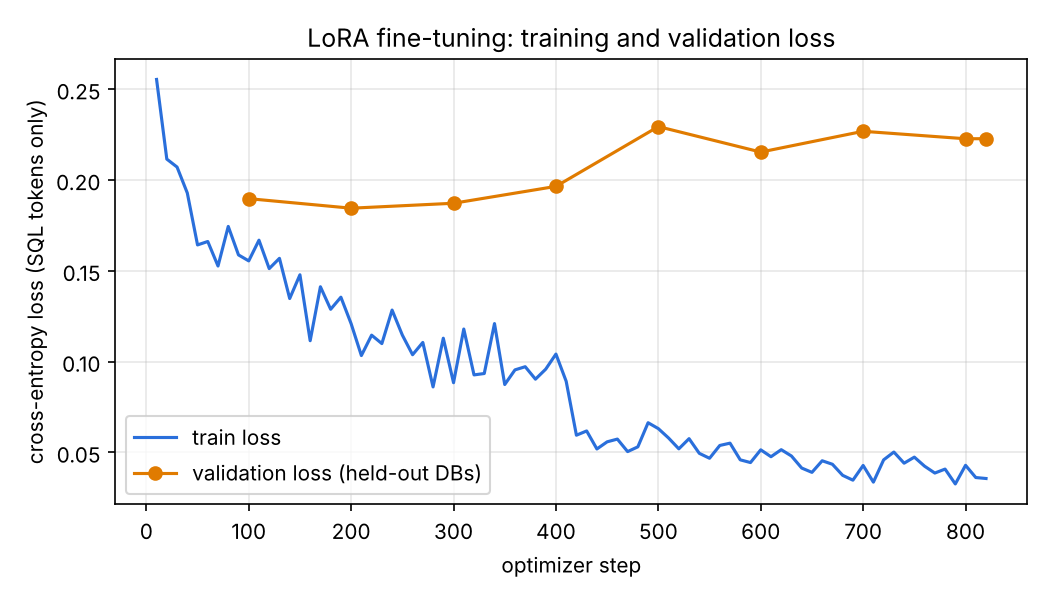 LoRA fine-tuning: training and validation loss
cross-entropy loss (SQL tokens only)
0.25
0.20
0.15
0.10
0.05
train loss
validation loss (held-out DBs)
0 100 200 300 400 500 600 700 800
optimizer step